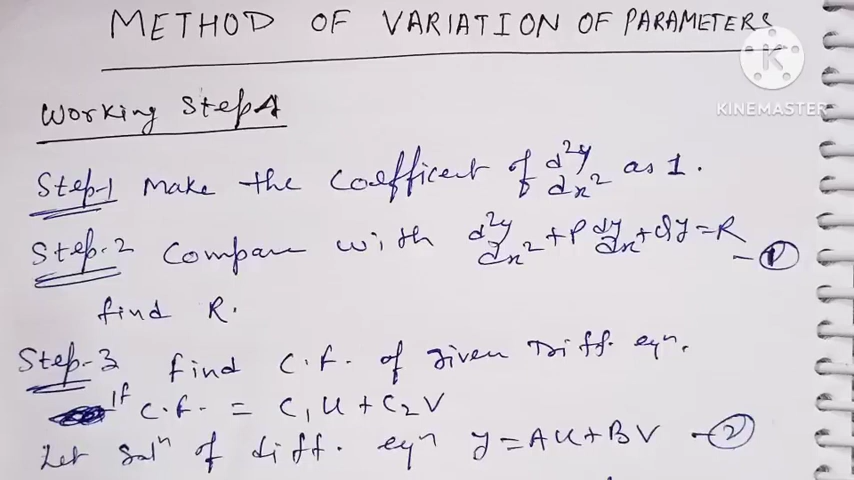 METHOD OF VARIATION OF PARAMETERS
KINEMASTER
Working Steps
Step-1 Make the coefficent of d²y/dx² as 1.
Step-2 Compare with d²y/dx² + P dy/dx + Qy = R – ①
find R.
Step-3 find C.F. of given Diff. eqn.
If C.F. = C₁U + C₂V
Let Solⁿ of diff. eqⁿ y = AU + BV – ②